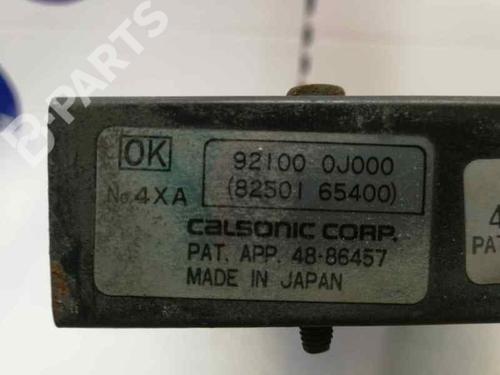 B-PARTS
OK
92100 0J000
(82501 65400)
No. 4XA
calsonic CORP.
PAT. APP. 48-86457
MADE IN JAPAN
4
PAT